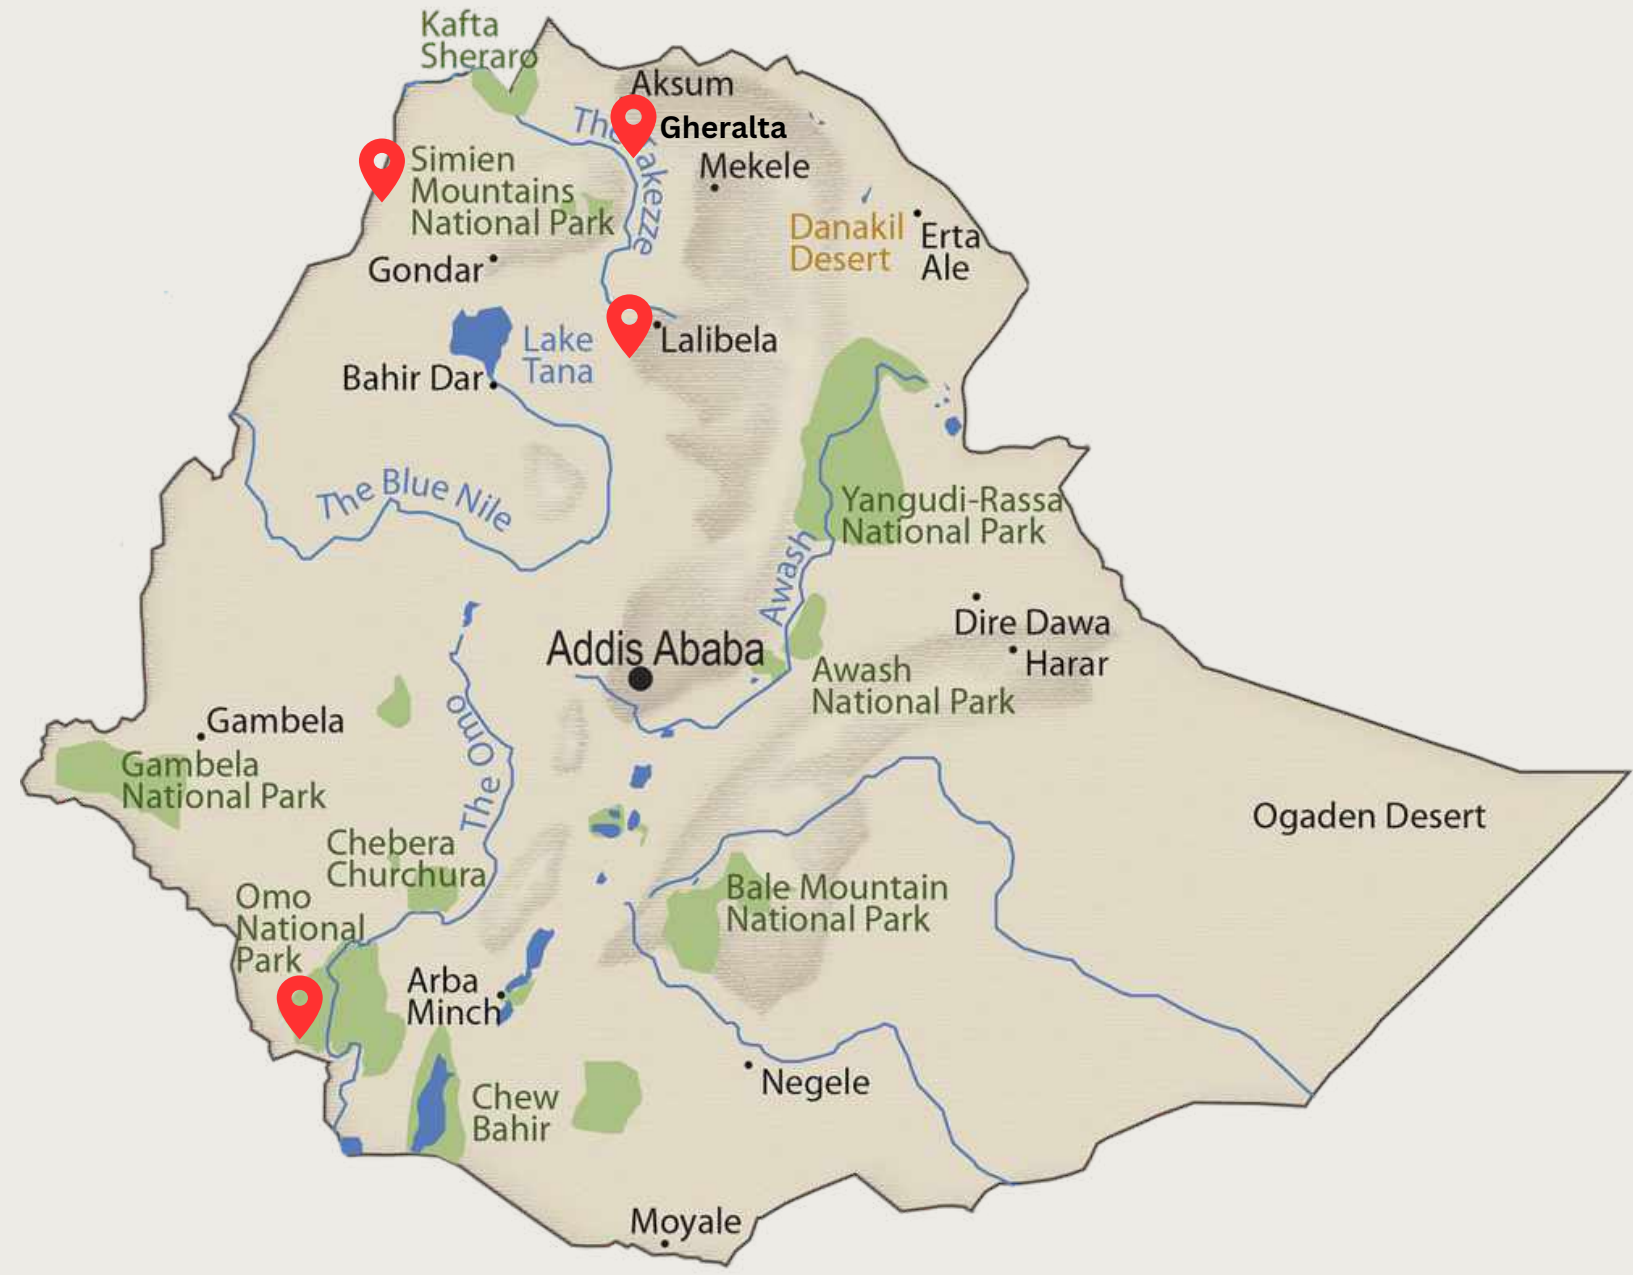 Kafta
Sheraro
Aksum
The Takezze
Gheralta
Mekele
Simien
Mountains
National Park
Danakil
Desert
Erta
Ale
Gondar
Lake
Tana
Lalibela
Bahir Dar
The Blue Nile
Yangudi-Rassa
National Park
Awash
Dire Dawa
Harar
Addis Ababa
Awash
National Park
Gambela
Gambela
National Park
The Omo
Ogaden Desert
Chebera
Churchura
Omo
National
Park
Bale Mountain
National Park
Arba
Minch
Negele
Chew
Bahir
Moyale